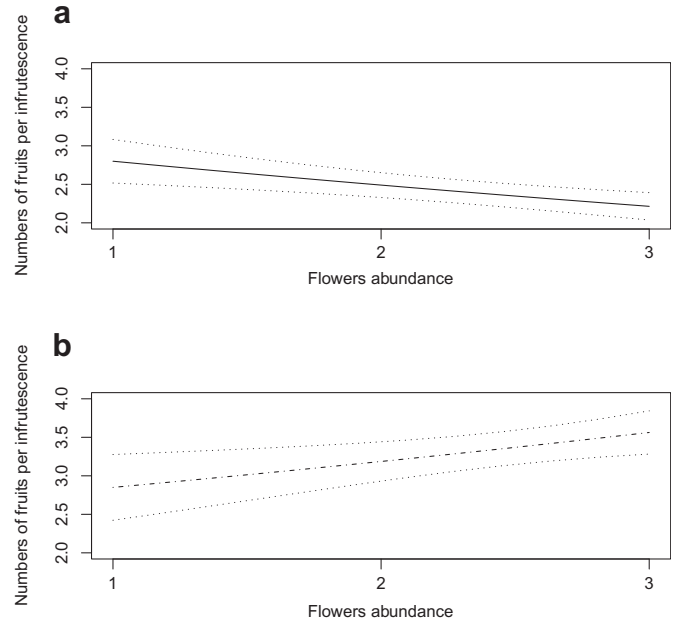 a
Numbers of fruits per infrutescence
4.0
3.5
3.0
2.5
2.0
1 2 3
Flowers abundance
b
Numbers of fruits per infrutescence
4.0
3.5
3.0
2.5
2.0
1 2 3
Flowers abundance